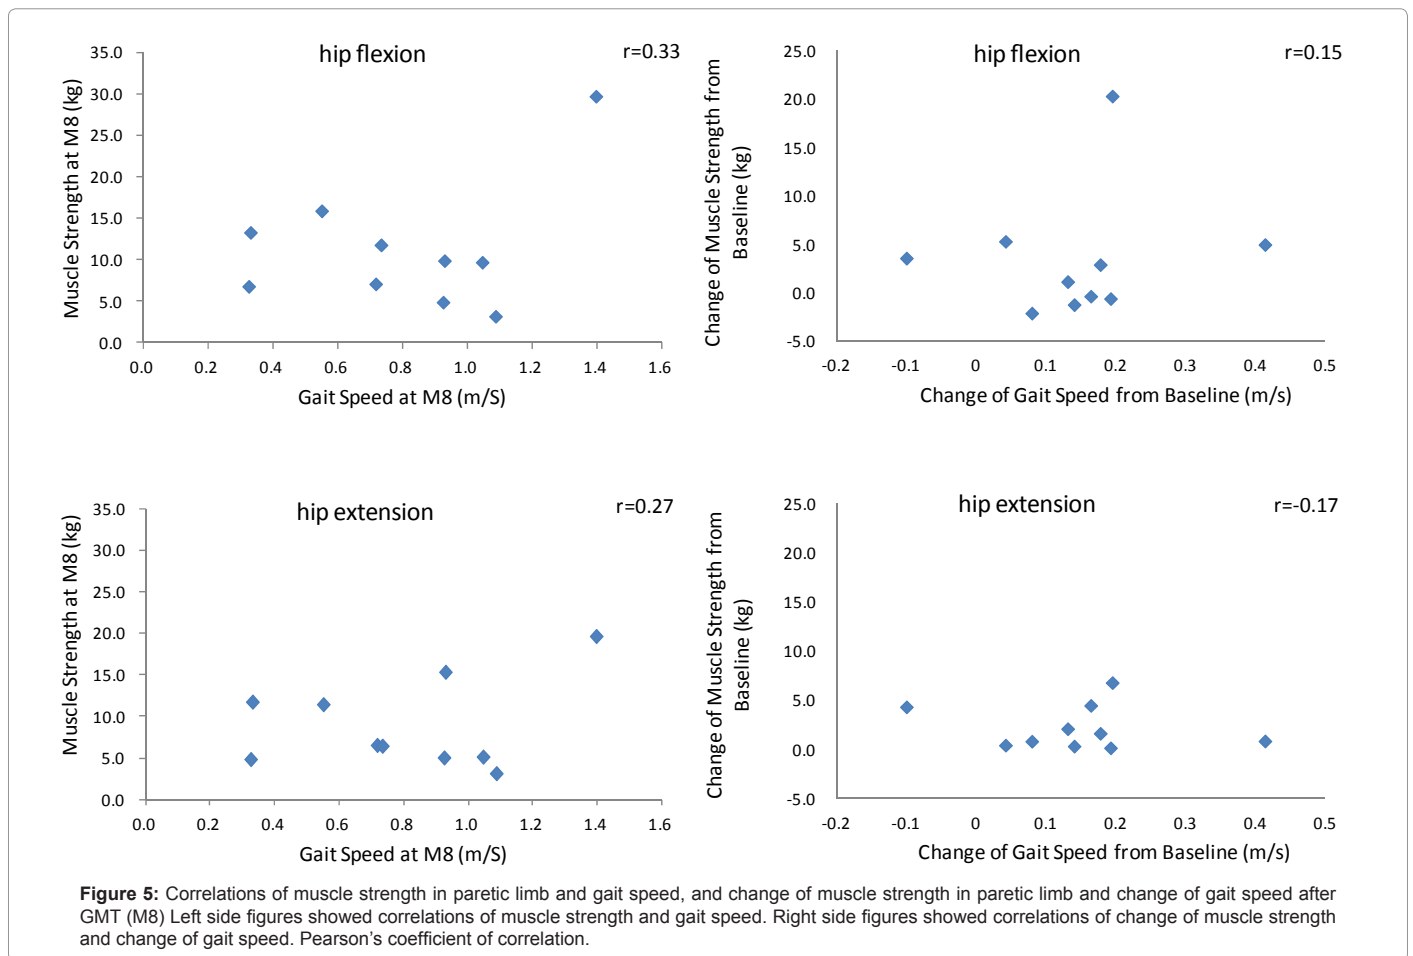 hip flexion
r=0.33
Muscle Strength at M8 (kg)
35.0
30.0
25.0
20.0
15.0
10.0
5.0
0.0
0.0 0.2 0.4 0.6 0.8 1.0 1.2 1.4 1.6
Gait Speed at M8 (m/S)
hip flexion
r=0.15
Change of Muscle Strength from
Baseline (kg)
25.0
20.0
15.0
10.0
5.0
0.0
-5.0
-0.2 -0.1 0 0.1 0.2 0.3 0.4 0.5
Change of Gait Speed from Baseline (m/s)
hip extension
r=0.27
Muscle Strength at M8 (kg)
35.0
30.0
25.0
20.0
15.0
10.0
5.0
0.0
0.0 0.2 0.4 0.6 0.8 1.0 1.2 1.4 1.6
Gait Speed at M8 (m/S)
hip extension
r=-0.17
Change of Muscle Strength from
Baseline (kg)
25.0
20.0
15.0
10.0
5.0
0.0
-5.0
-0.2 -0.1 0 0.1 0.2 0.3 0.4 0.5
Change of Gait Speed from Baseline (m/s)
Figure 5: Correlations of muscle strength in paretic limb and gait speed, and change of muscle strength in paretic limb and change of gait speed after
GMT (M8) Left side figures showed correlations of muscle strength and gait speed. Right side figures showed correlations of change of muscle strength
and change of gait speed. Pearson's coefficient of correlation.